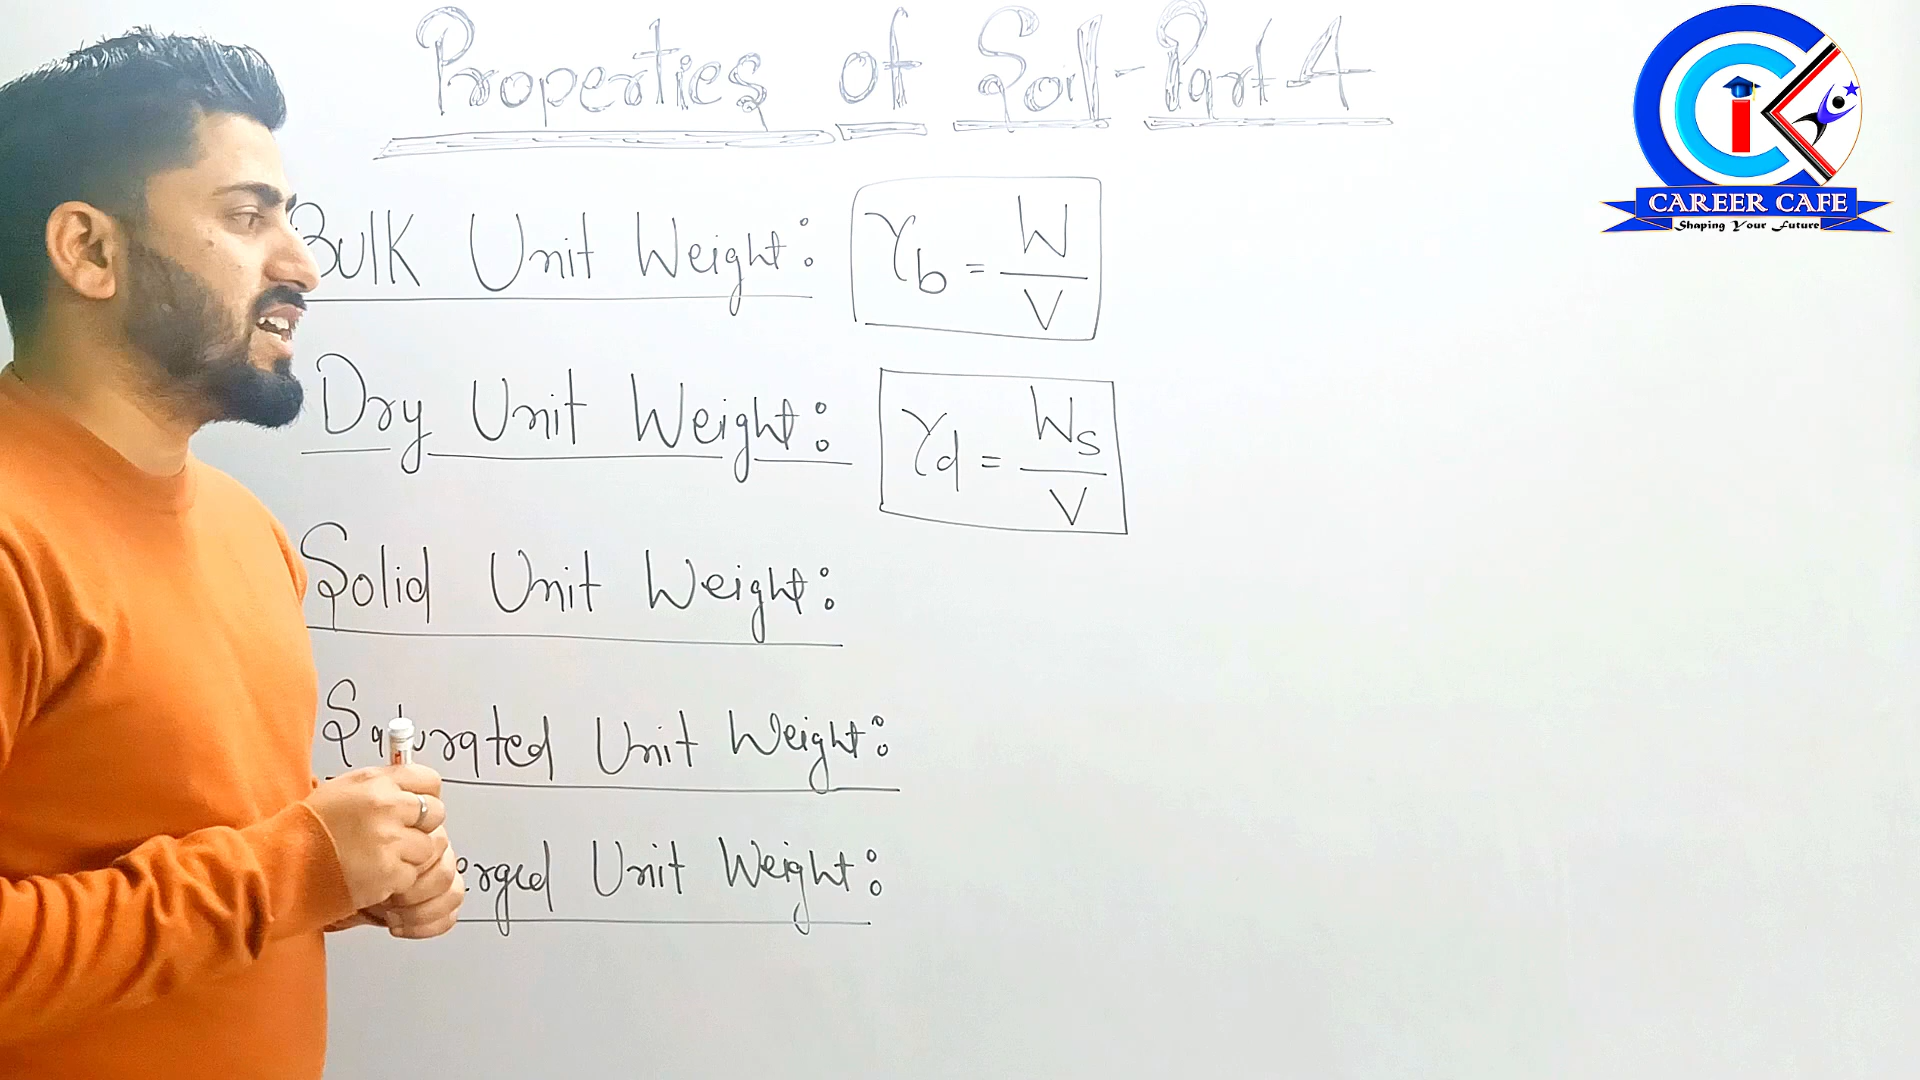 Properties of Soil - Part 4
CAREER CAFE
Shaping Your Future
Bulk Unit Weight: γb = W/V
Dry Unit Weight: γd = Ws/V
Solid Unit Weight:
Saturated Unit Weight:
Unit Weight: